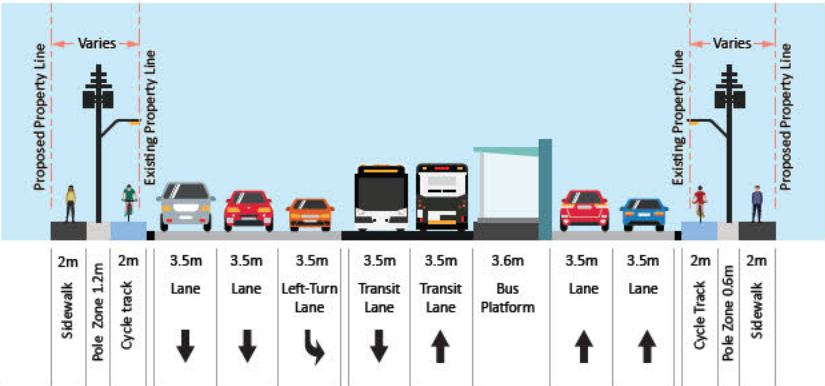 Varies
Varies
Proposed Property Line
Existing Property Line
Existing Property Line
Proposed Property Line
2m
Sidewalk
Pole Zone 1.2m
2m
Cycle track
3.5m
Lane
3.5m
Lane
3.5m
Left-Turn
Lane
3.5m
Transit
Lane
3.5m
Transit
Lane
3.6m
Bus
Platform
3.5m
Lane
3.5m
Lane
2m
Cycle Track
Pole Zone 0.6m
2m
Sidewalk